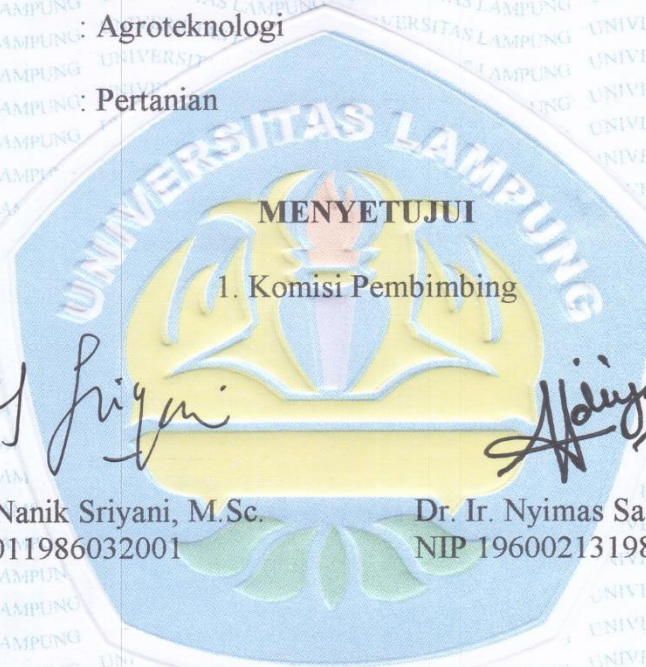 : Agroteknologi
: Pertanian
UNIVERSITAS LAMPUNG
MENYETUJUI
1. Komisi Pembimbing
Nanik Sriyani, M.Sc.
Dr. Ir. Nyimas Sa
011986032001
NIP 19600213198